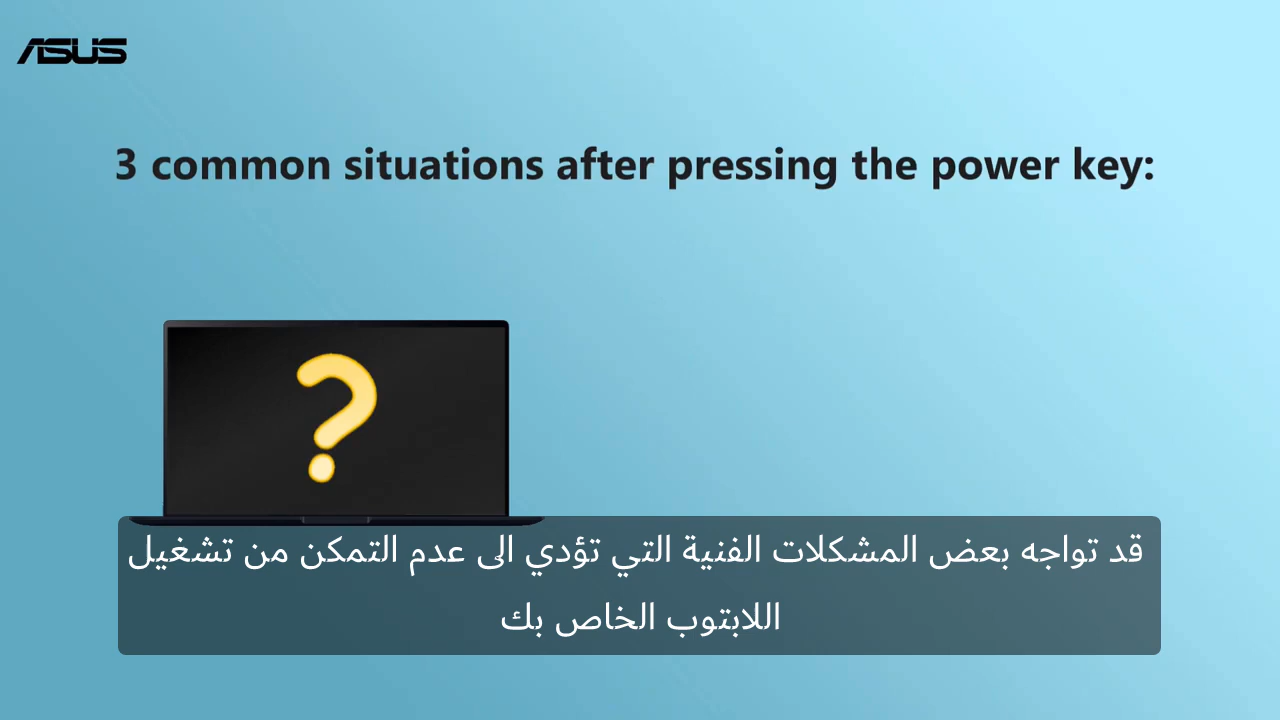 ASUS
3 common situations after pressing the power key:
?
قد تواجه بعض المشكلات الفنية التي تؤدي الى عدم التمكن من تشغيل
اللابتوب الخاص بك